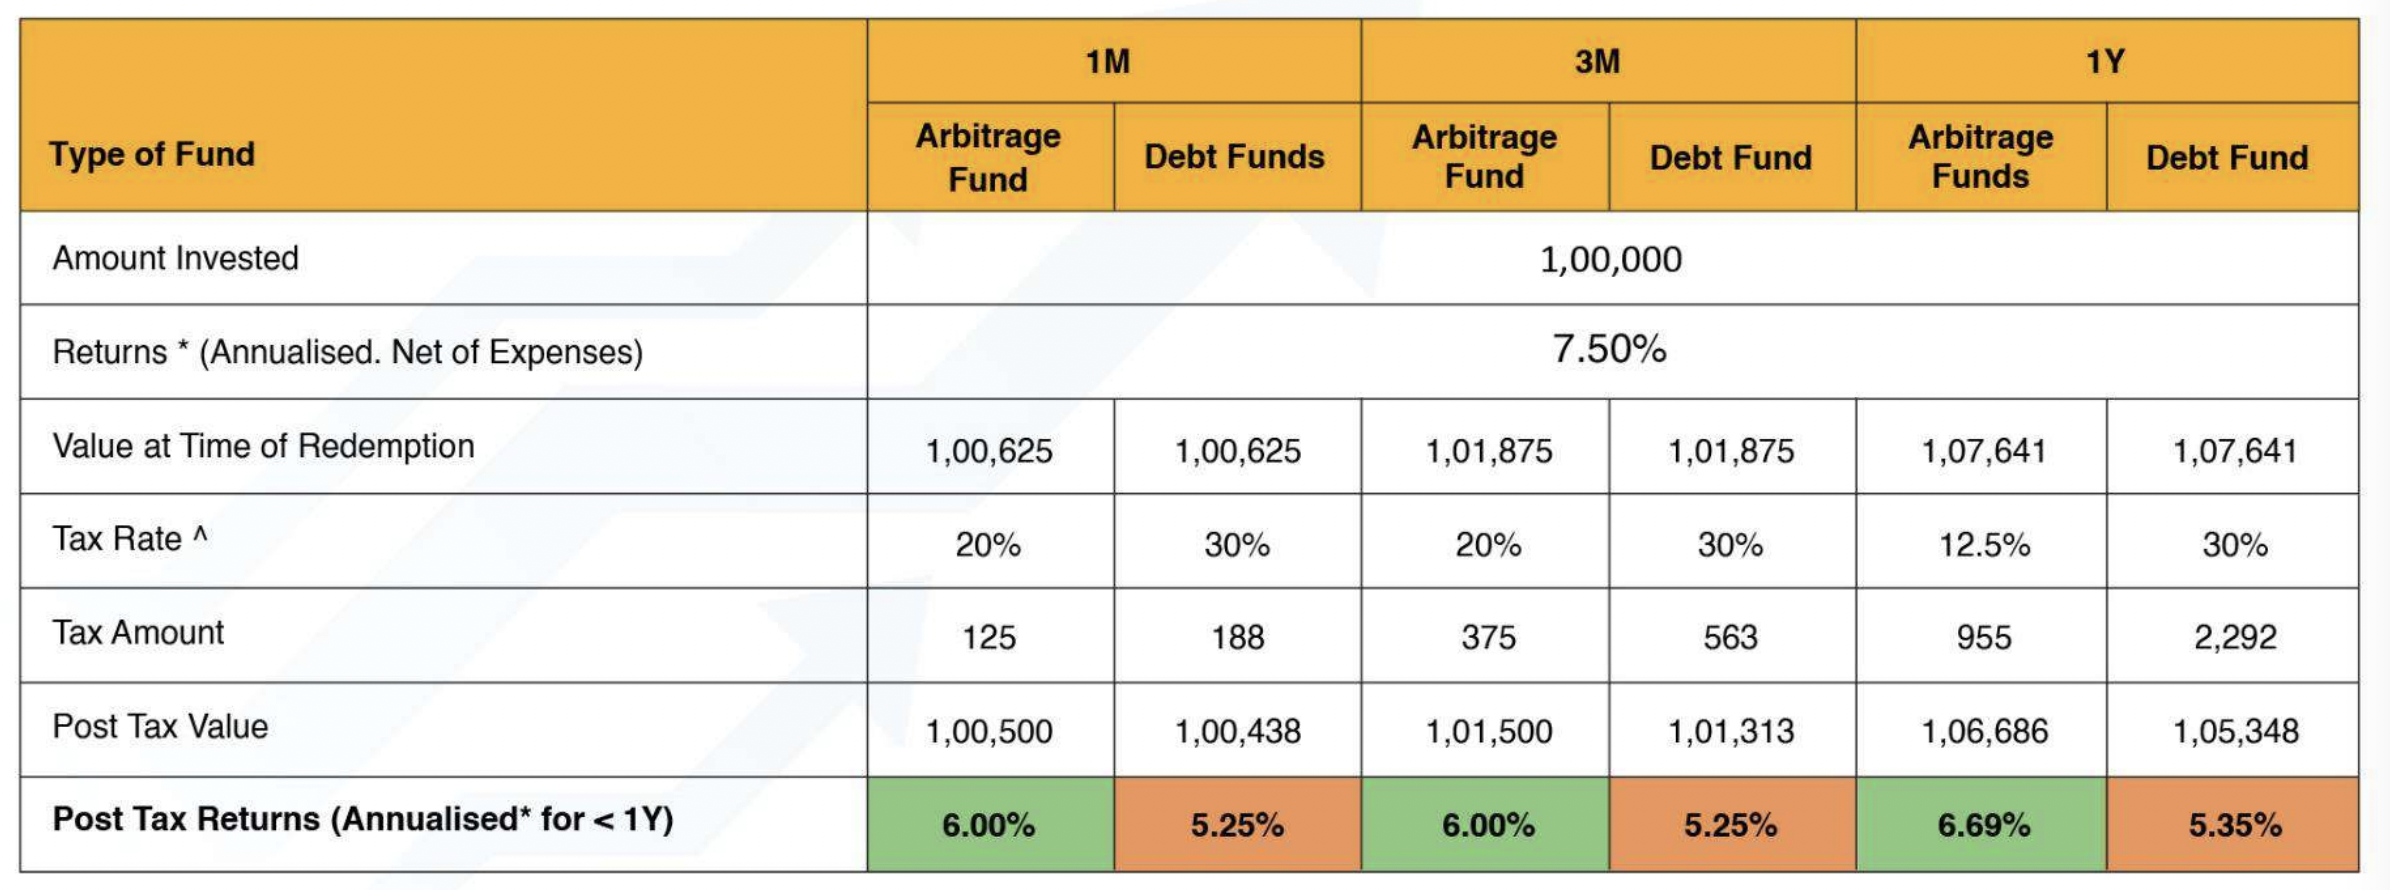 1M 3M 1Y
Type of Fund Arbitrage Fund Debt Funds Arbitrage Fund Debt Fund Arbitrage Funds Debt Fund
Amount Invested 1,00,000
Returns * (Annualised. Net of Expenses) 7.50%
Value at Time of Redemption 1,00,625 1,00,625 1,01,875 1,01,875 1,07,641 1,07,641
Tax Rate ^ 20% 30% 20% 30% 12.5% 30%
Tax Amount 125 188 375 563 955 2,292
Post Tax Value 1,00,500 1,00,438 1,01,500 1,01,313 1,06,686 1,05,348
Post Tax Returns (Annualised* for < 1Y) 6.00% 5.25% 6.00% 5.25% 6.69% 5.35%